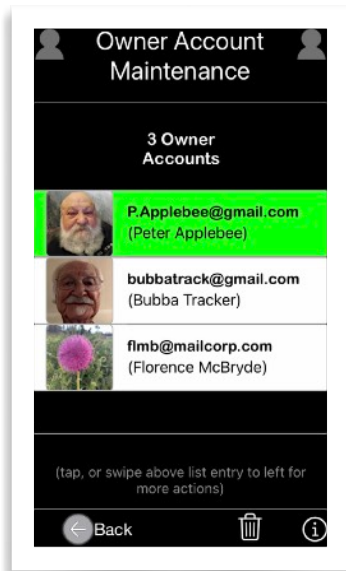 Owner Account
Maintenance
3 Owner
Accounts
P.Applebee@gmail.com
(Peter Applebee)
bubbatrack@gmail.com
(Bubba Tracker)
flmb@mailcorp.com
(Florence McBryde)
(tap, or swipe above list entry to left for
more actions)
Back